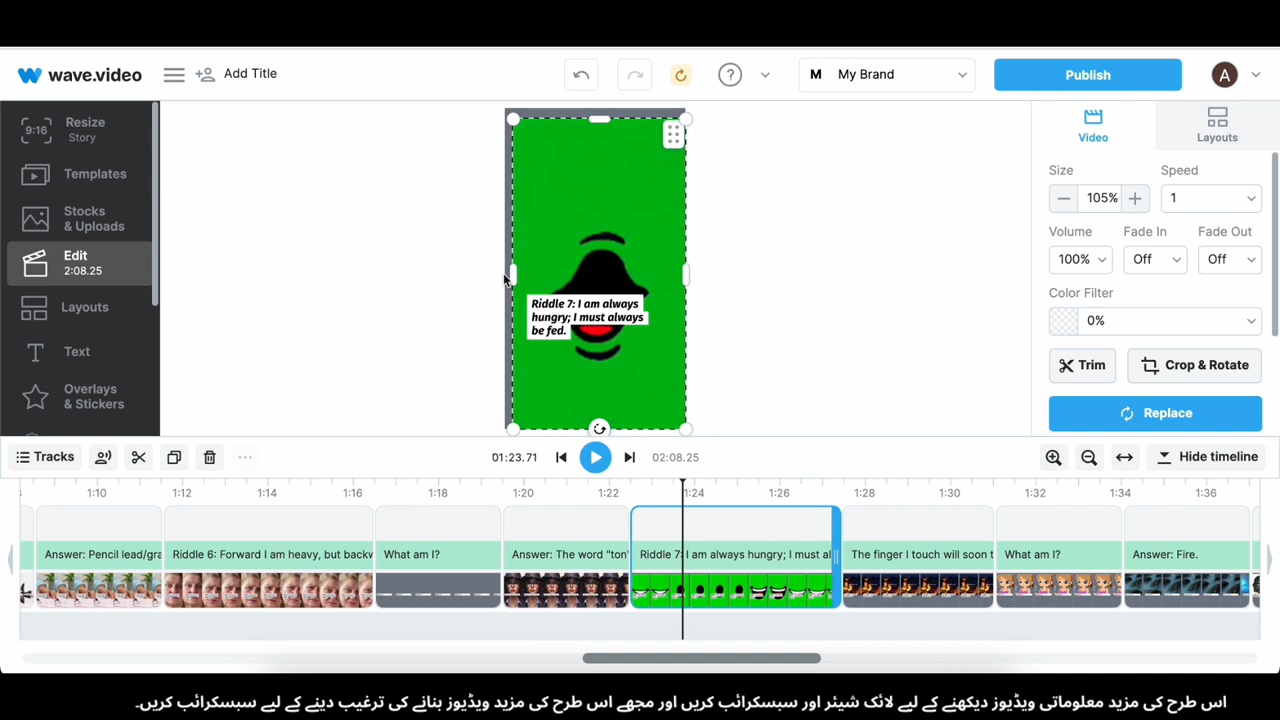 wave.video
Add Title
?
M My Brand
Publish
A
9:16
Resize
Story
Templates
Stocks
& Uploads
Edit
2:08.25
Layouts
Text
Overlays
& Stickers
Riddle 7: I am always
hungry; I must always
be fed.
Video
Layouts
Size
Speed
105%
1
Volume
Fade In
Fade Out
100%
Off
Off
Color Filter
0%
Trim
Crop & Rotate
Replace
Tracks
01:23.71
02:08.25
Hide timeline
1:10 1:12 1:14 1:16 1:18 1:20 1:22 1:24 1:26 1:28 1:30 1:32 1:34 1:36
Answer: Pencil lead/gra
Riddle 6: Forward I am heavy, but backw
What am I?
Answer: The word "ton"
Riddle 7: I am always hungry; I must al
The finger I touch will soon t
What am I?
Answer: Fire.
اس طرح کی مزید معلوماتی ویڈیوز دیکھنے کے لیے لائک شیئر اور سبسکرائب کریں اور مجھے اس طرح کی مزید ویڈیوز بنانے کی ترغیب دینے کے لیے سبسکرائب کریں۔